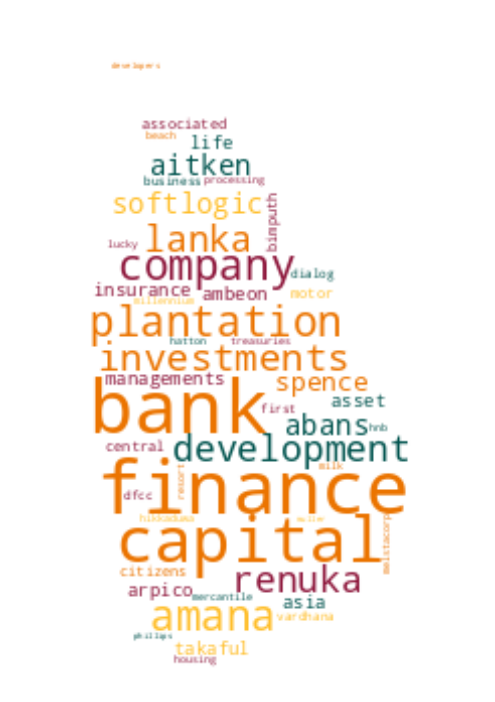 developers
associated
beach
life
aitken
business processing
softlogic
bimputh
lanka
lucky
company
dialog
insurance ambeon motor
millennium
plantation
hatton treasuries
investments
managements spence
asset
bank
first
abans hnb
central development
milk
finance
resort
dfcc
hikkaduwa
capital
citizens
renuka
arpico mercantile
asia
amana vardhana
phillips
takaful
housing